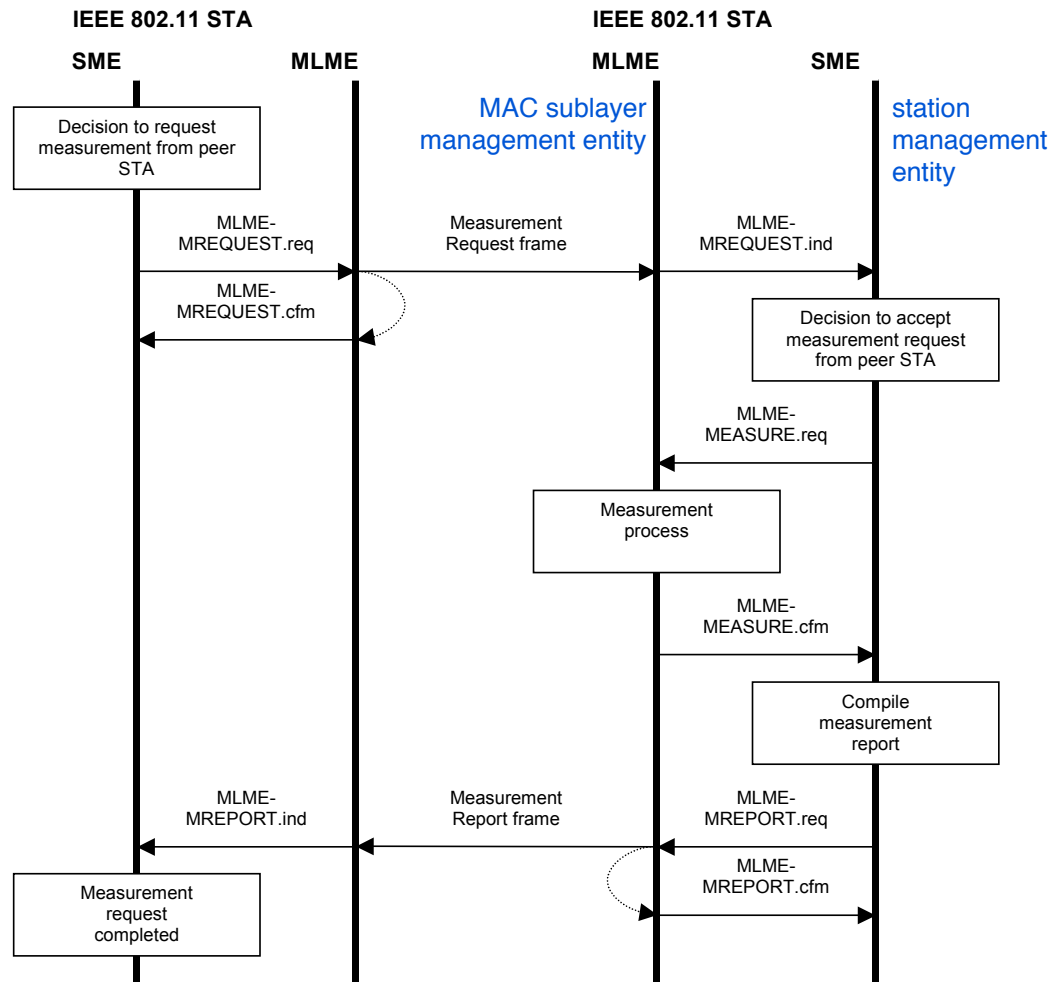 IEEE 802.11 STA
IEEE 802.11 STA
SME
MLME
MLME
SME
MAC sublayer
management entity
station
management
entity
Decision to request
measurement from peer
STA
MLME-
MREQUEST.req
Measurement
Request frame
MLME-
MREQUEST.ind
MLME-
MREQUEST.cfm
Decision to accept
measurement request
from peer STA
MLME-
MEASURE.req
Measurement
process
MLME-
MEASURE.cfm
Compile
measurement
report
MLME-
MREPORT.ind
Measurement
Report frame
MLME-
MREPORT.req
MLME-
MREPORT.cfm
Measurement
request
completed